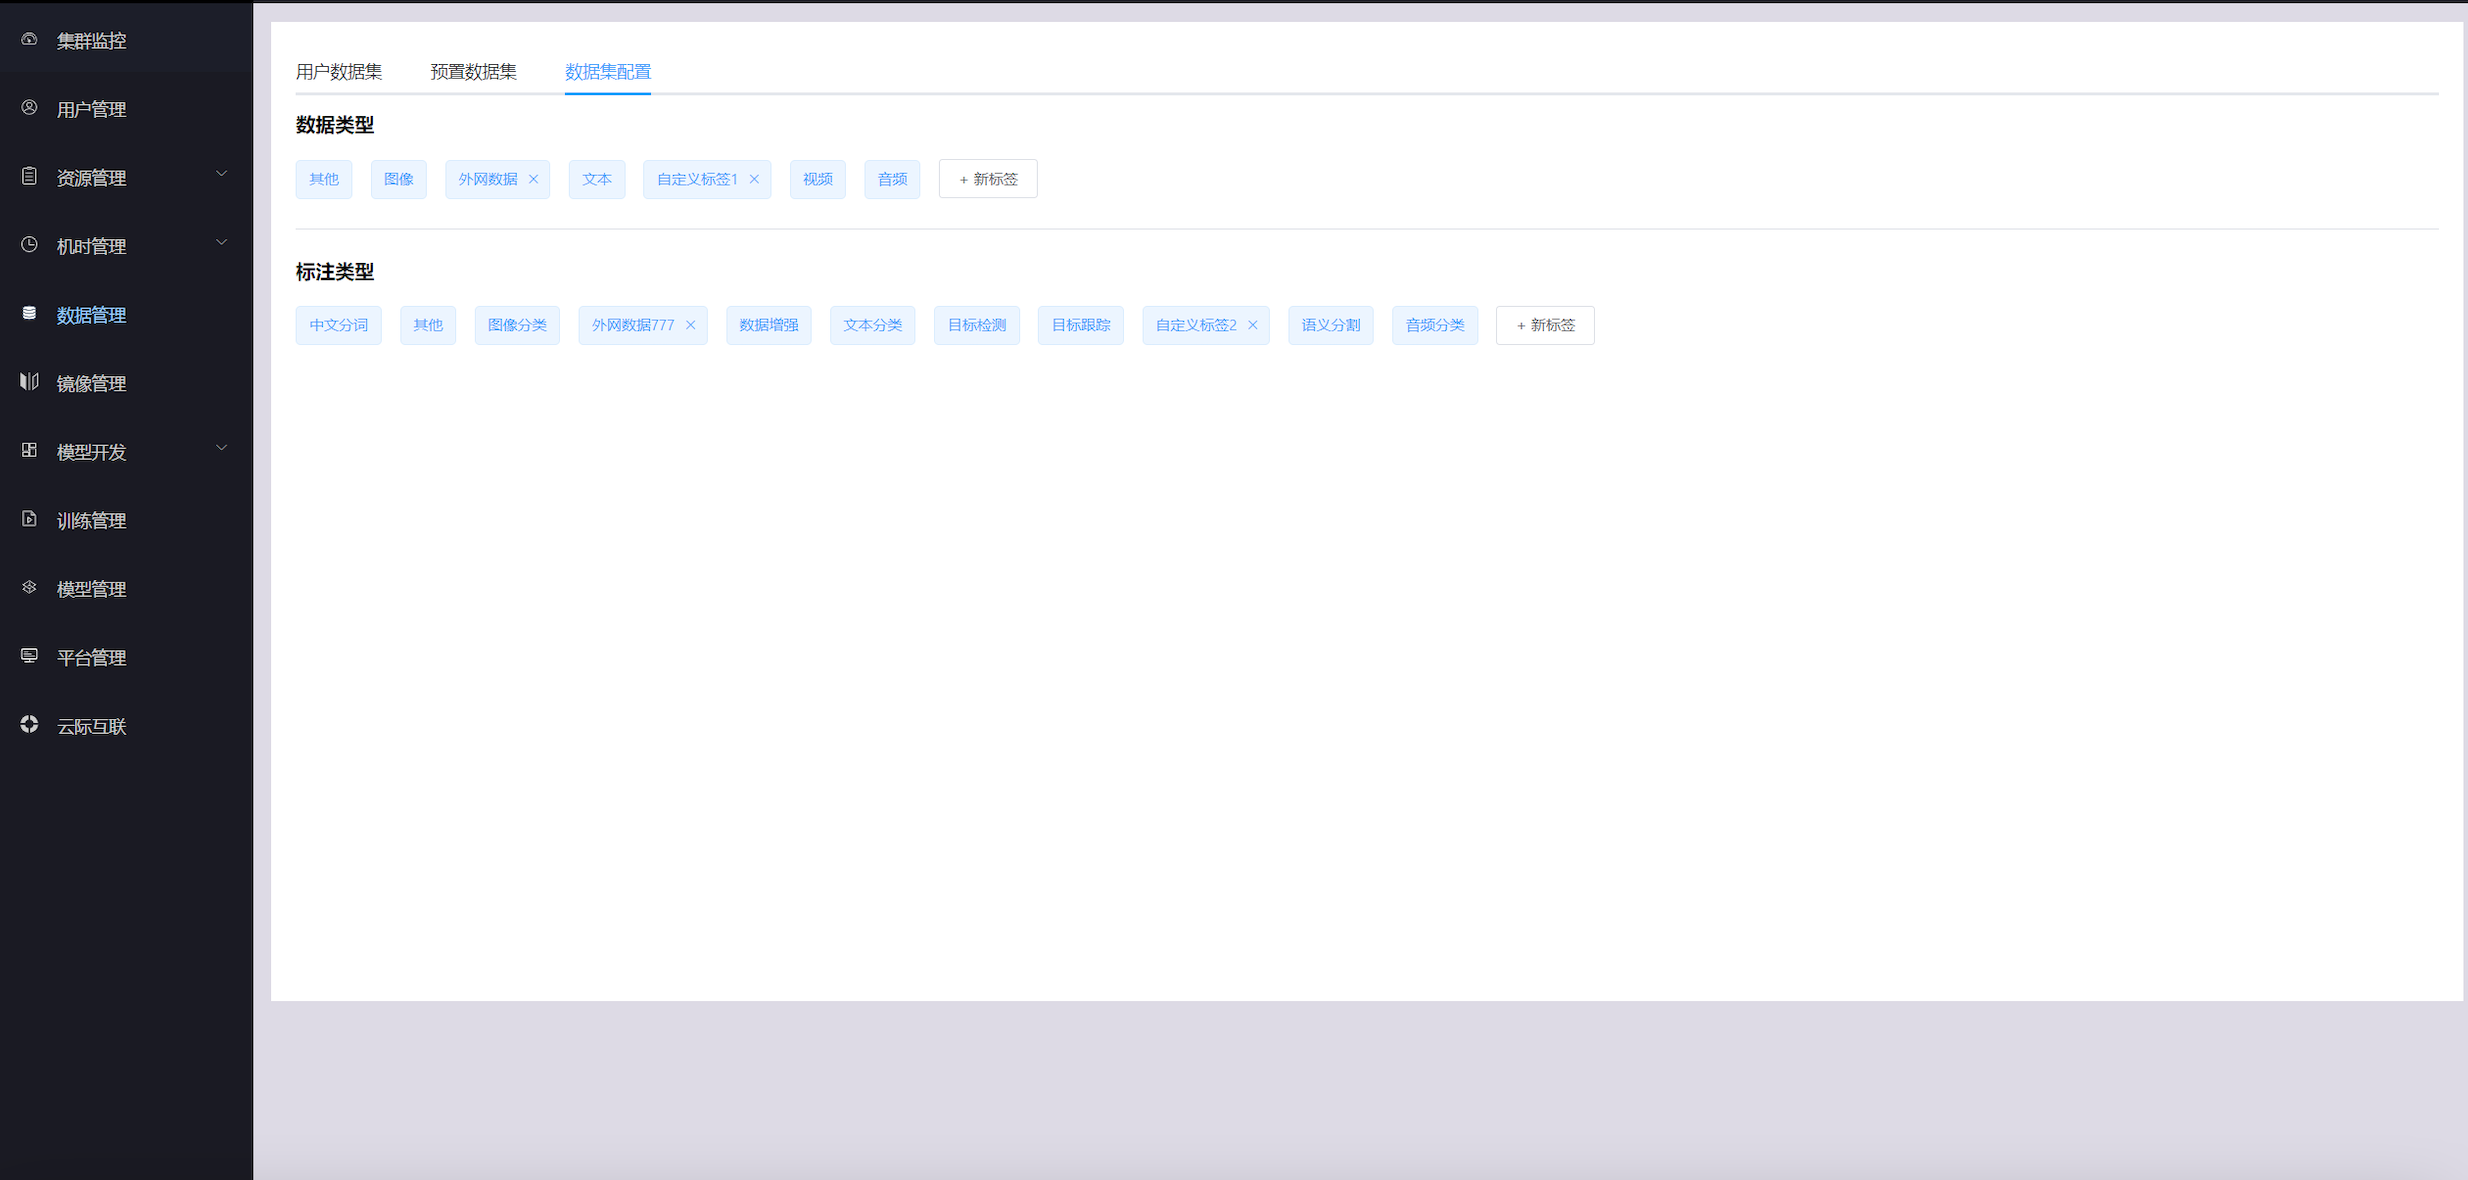 集群监控
用户管理
资源管理
机时管理
数据管理
镜像管理
模型开发
训练管理
模型管理
平台管理
云际互联
用户数据集 预置数据集 数据集配置
数据类型
其他 图像 外网数据 × 文本 自定义标签1 × 视频 音频 + 新标签
标注类型
中文分词 其他 图像分类 外网数据777 × 数据增强 文本分类 目标检测 目标跟踪 自定义标签2 × 语义分割 音频分类 + 新标签